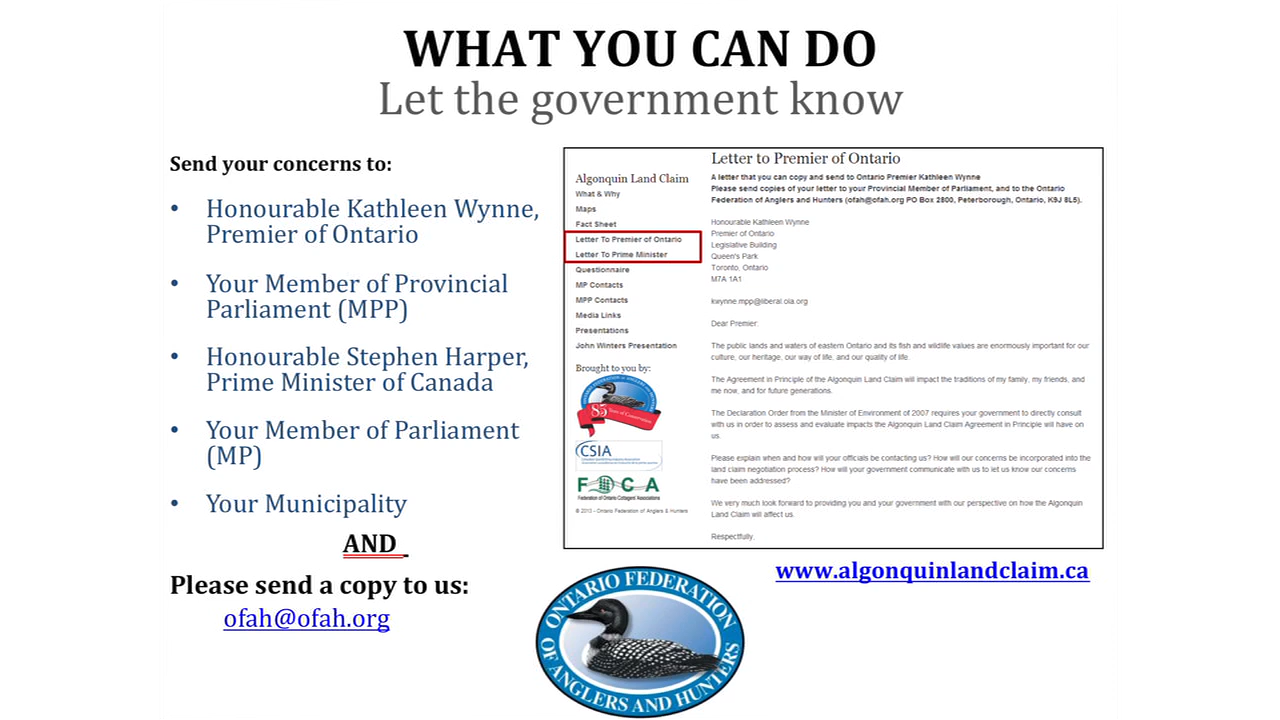 WHAT YOU CAN DO
Let the government know
Send your concerns to:
• Honourable Kathleen Wynne,
Premier of Ontario
• Your Member of Provincial
Parliament (MPP)
• Honourable Stephen Harper,
Prime Minister of Canada
• Your Member of Parliament
(MP)
• Your Municipality
AND
Please send a copy to us:
ofah@ofah.org
Algonquin Land Claim
What & Why
Maps
Fact Sheet
Letter To Premier of Ontario
Letter To Prime Minister
Questionnaire
MP Contacts
MPP Contacts
Media Links
Presentations
John Winters Presentation
Brought to you by:
85 Years of Conservation
CSIA
FOCA
Federation of Ontario Cottagers' Associations
© 2013 - Ontario Federation of Anglers & Hunters
Letter to Premier of Ontario
A letter that you can copy and send to Ontario Premier Kathleen Wynne
Please send copies of your letter to your Provincial Member of Parliament, and to the Ontario
Federation of Anglers and Hunters (ofah@ofah.org PO Box 2800, Peterborough, Ontario, K9J 8L5).
Honourable Kathleen Wynne
Premier of Ontario
Legislative Building
Queen's Park
Toronto, Ontario
M7A 1A1
kwynne.mpp@liberal.ola.org
Dear Premier:
The public lands and waters of eastern Ontario and its fish and wildlife values are enormously important for our
culture, our heritage, our way of life, and our quality of life.
The Agreement in Principle of the Algonquin Land Claim will impact the traditions of my family, my friends, and
me now, and for future generations.
The Declaration Order from the Minister of Environment of 2007 requires your government to directly consult
with us in order to assess and evaluate impacts the Algonquin Land Claim Agreement in Principle will have on
us.
Please explain when and how will your officials be contacting us? How will our concerns be incorporated into the
land claim negotiation process? How will your government communicate with us to let us know our concerns
have been addressed?
We very much look forward to providing you and your government with our perspective on how the Algonquin
Land Claim will affect us.
Respectfully,
www.algonquinlandclaim.ca
ONTARIO FEDERATION
OF ANGLERS AND HUNTERS